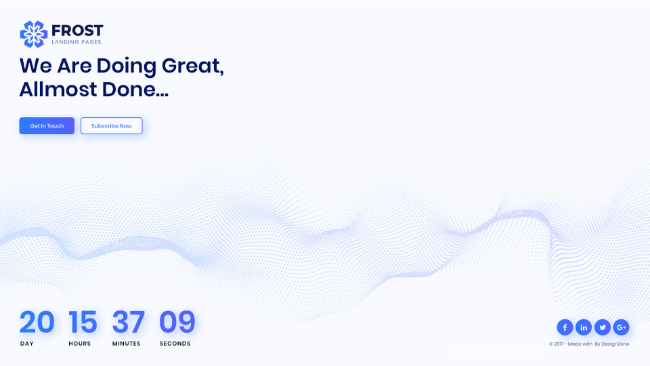 FROST
LANDING PAGES
We Are Doing Great,
Allmost Done...
Get In Touch
Subscribe Now
20 15 37 09
DAY HOURS MINUTES SECONDS
© 2017 - Made with By DesignZone